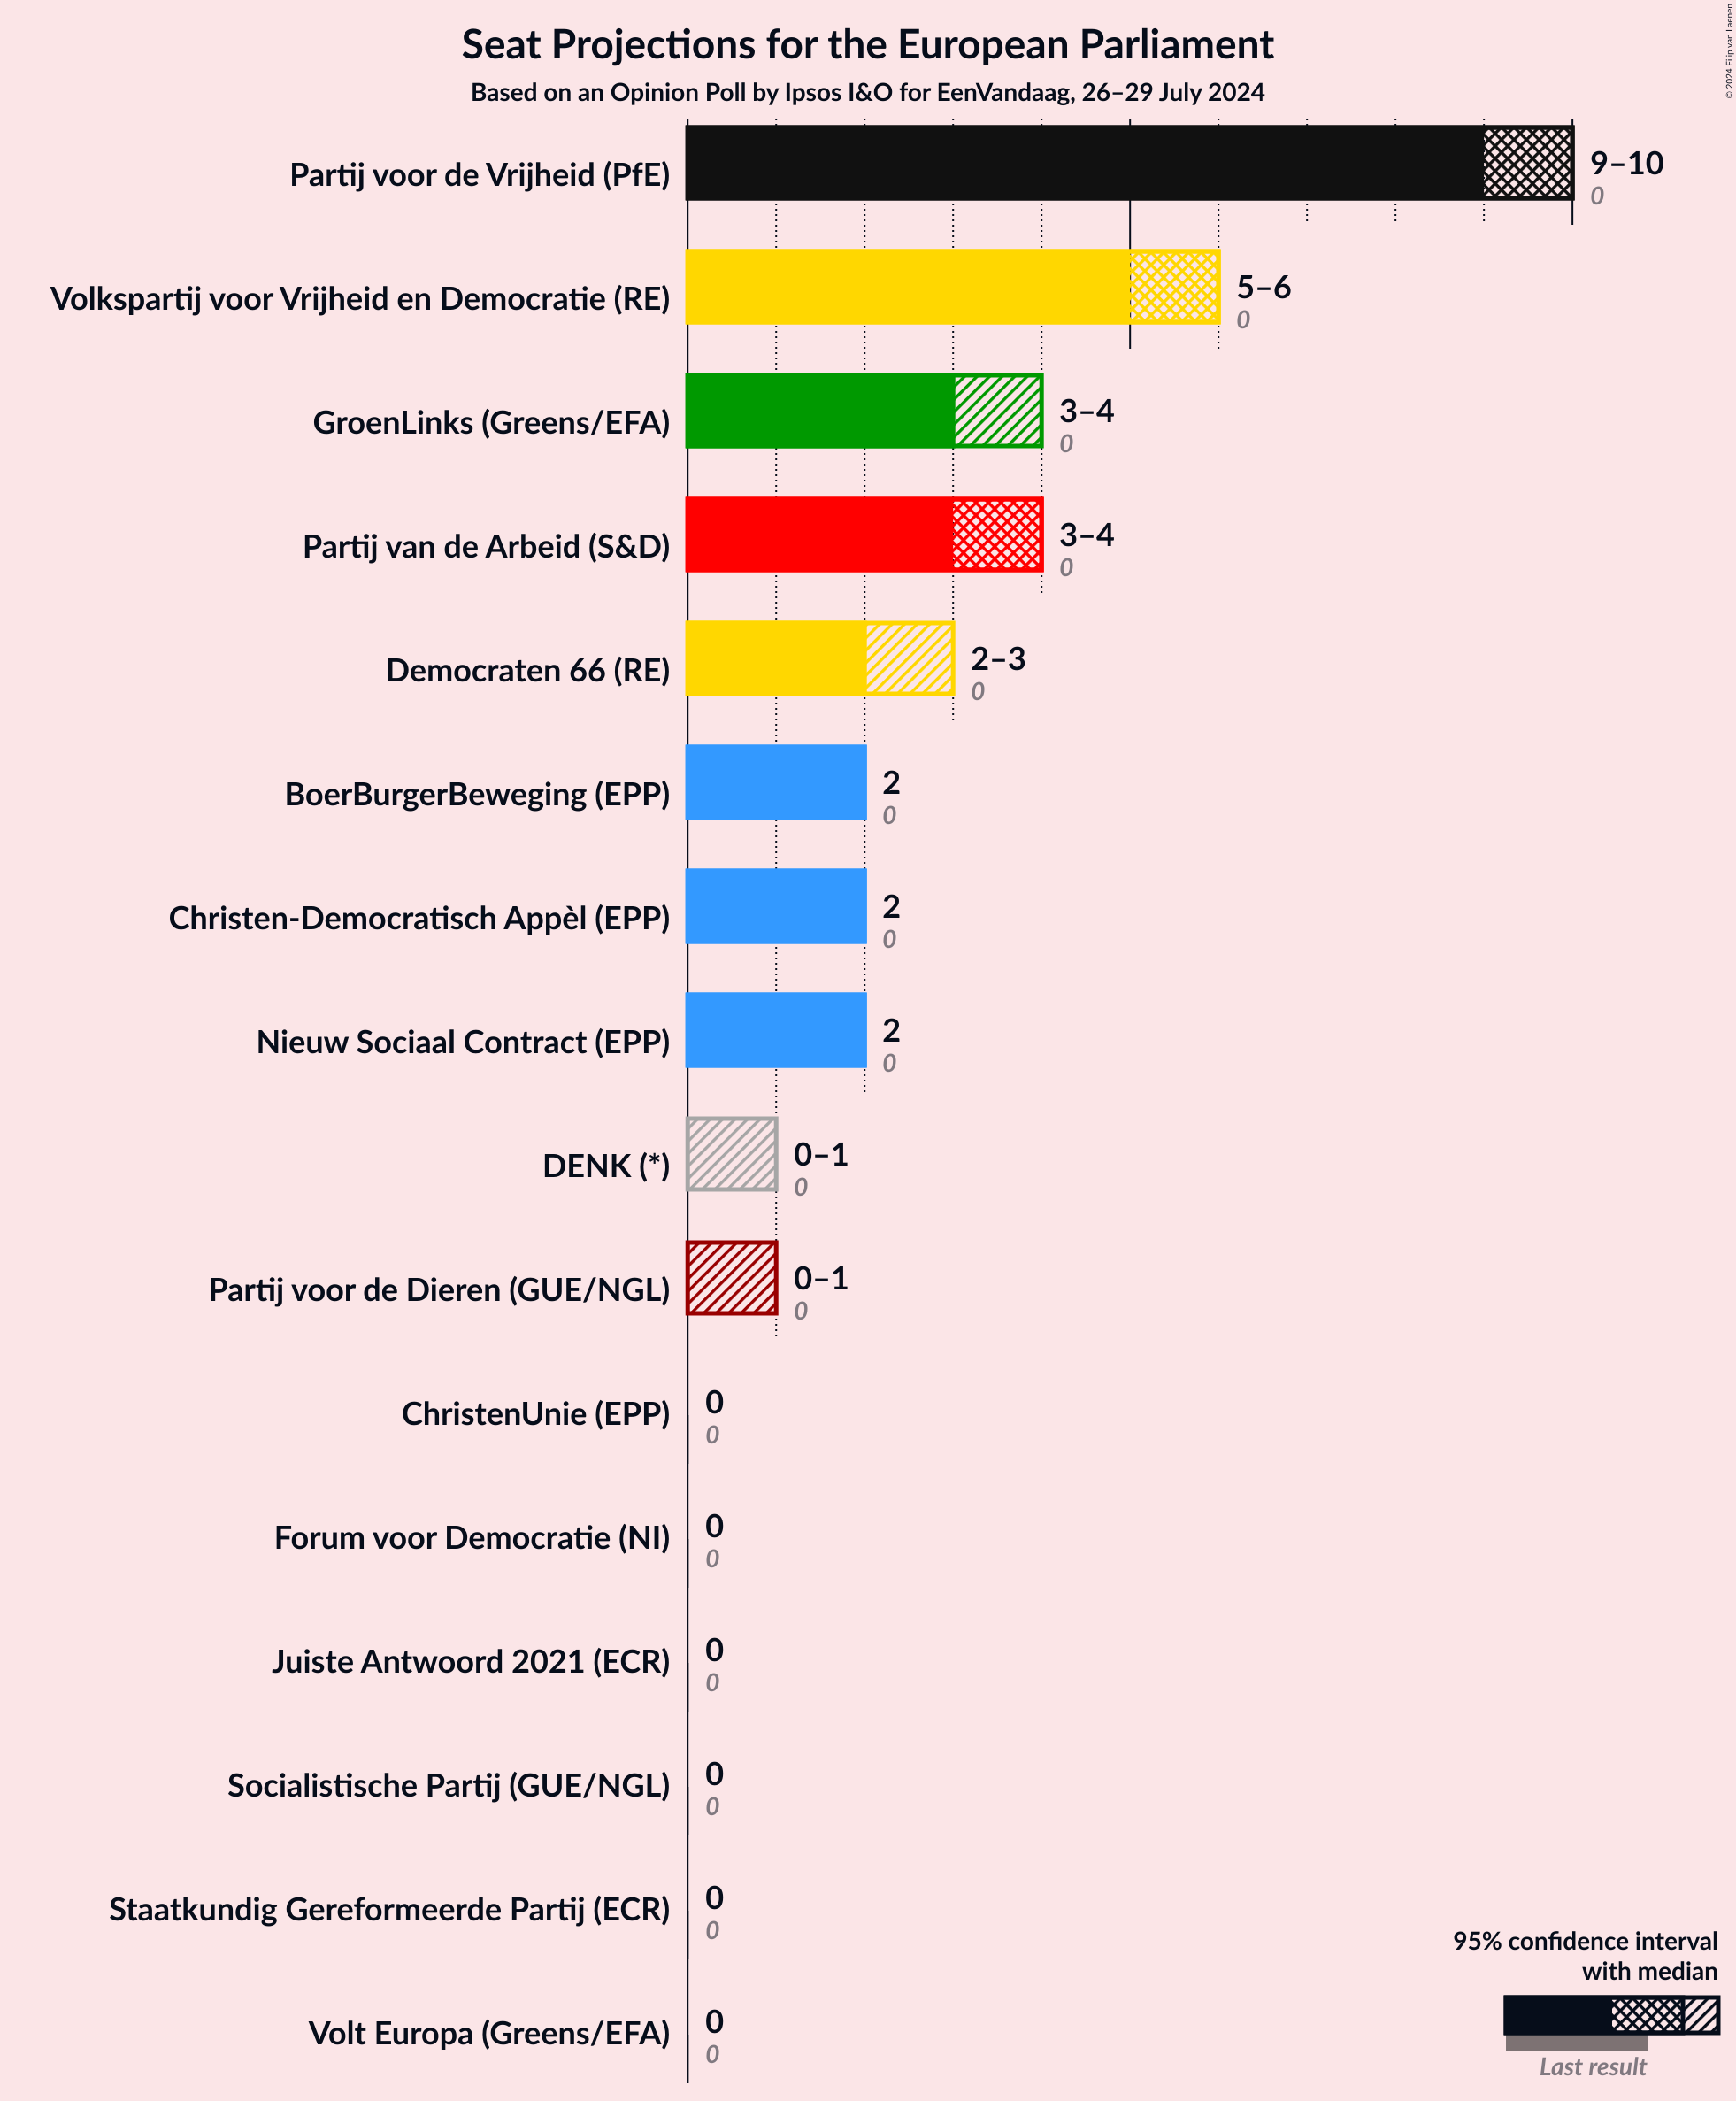 Seat Projections for the European Parliament
Based on an Opinion Poll by Ipsos I&O for EenVandaag, 26–29 July 2024
© 2024 Filip van Laenen
Partij voor de Vrijheid (PfE)
9–10
0
Volkspartij voor Vrijheid en Democratie (RE)
5–6
0
GroenLinks (Greens/EFA)
3–4
0
Partij van de Arbeid (S&D)
3–4
0
Democraten 66 (RE)
2–3
0
BoerBurgerBeweging (EPP)
2
0
Christen-Democratisch Appèl (EPP)
2
0
Nieuw Sociaal Contract (EPP)
2
0
DENK (*)
0–1
0
Partij voor de Dieren (GUE/NGL)
0–1
0
ChristenUnie (EPP)
0
0
Forum voor Democratie (NI)
0
0
Juiste Antwoord 2021 (ECR)
0
0
Socialistische Partij (GUE/NGL)
0
0
Staatkundig Gereformeerde Partij (ECR)
0
0
Volt Europa (Greens/EFA)
0
0
95% confidence interval
with median
Last result